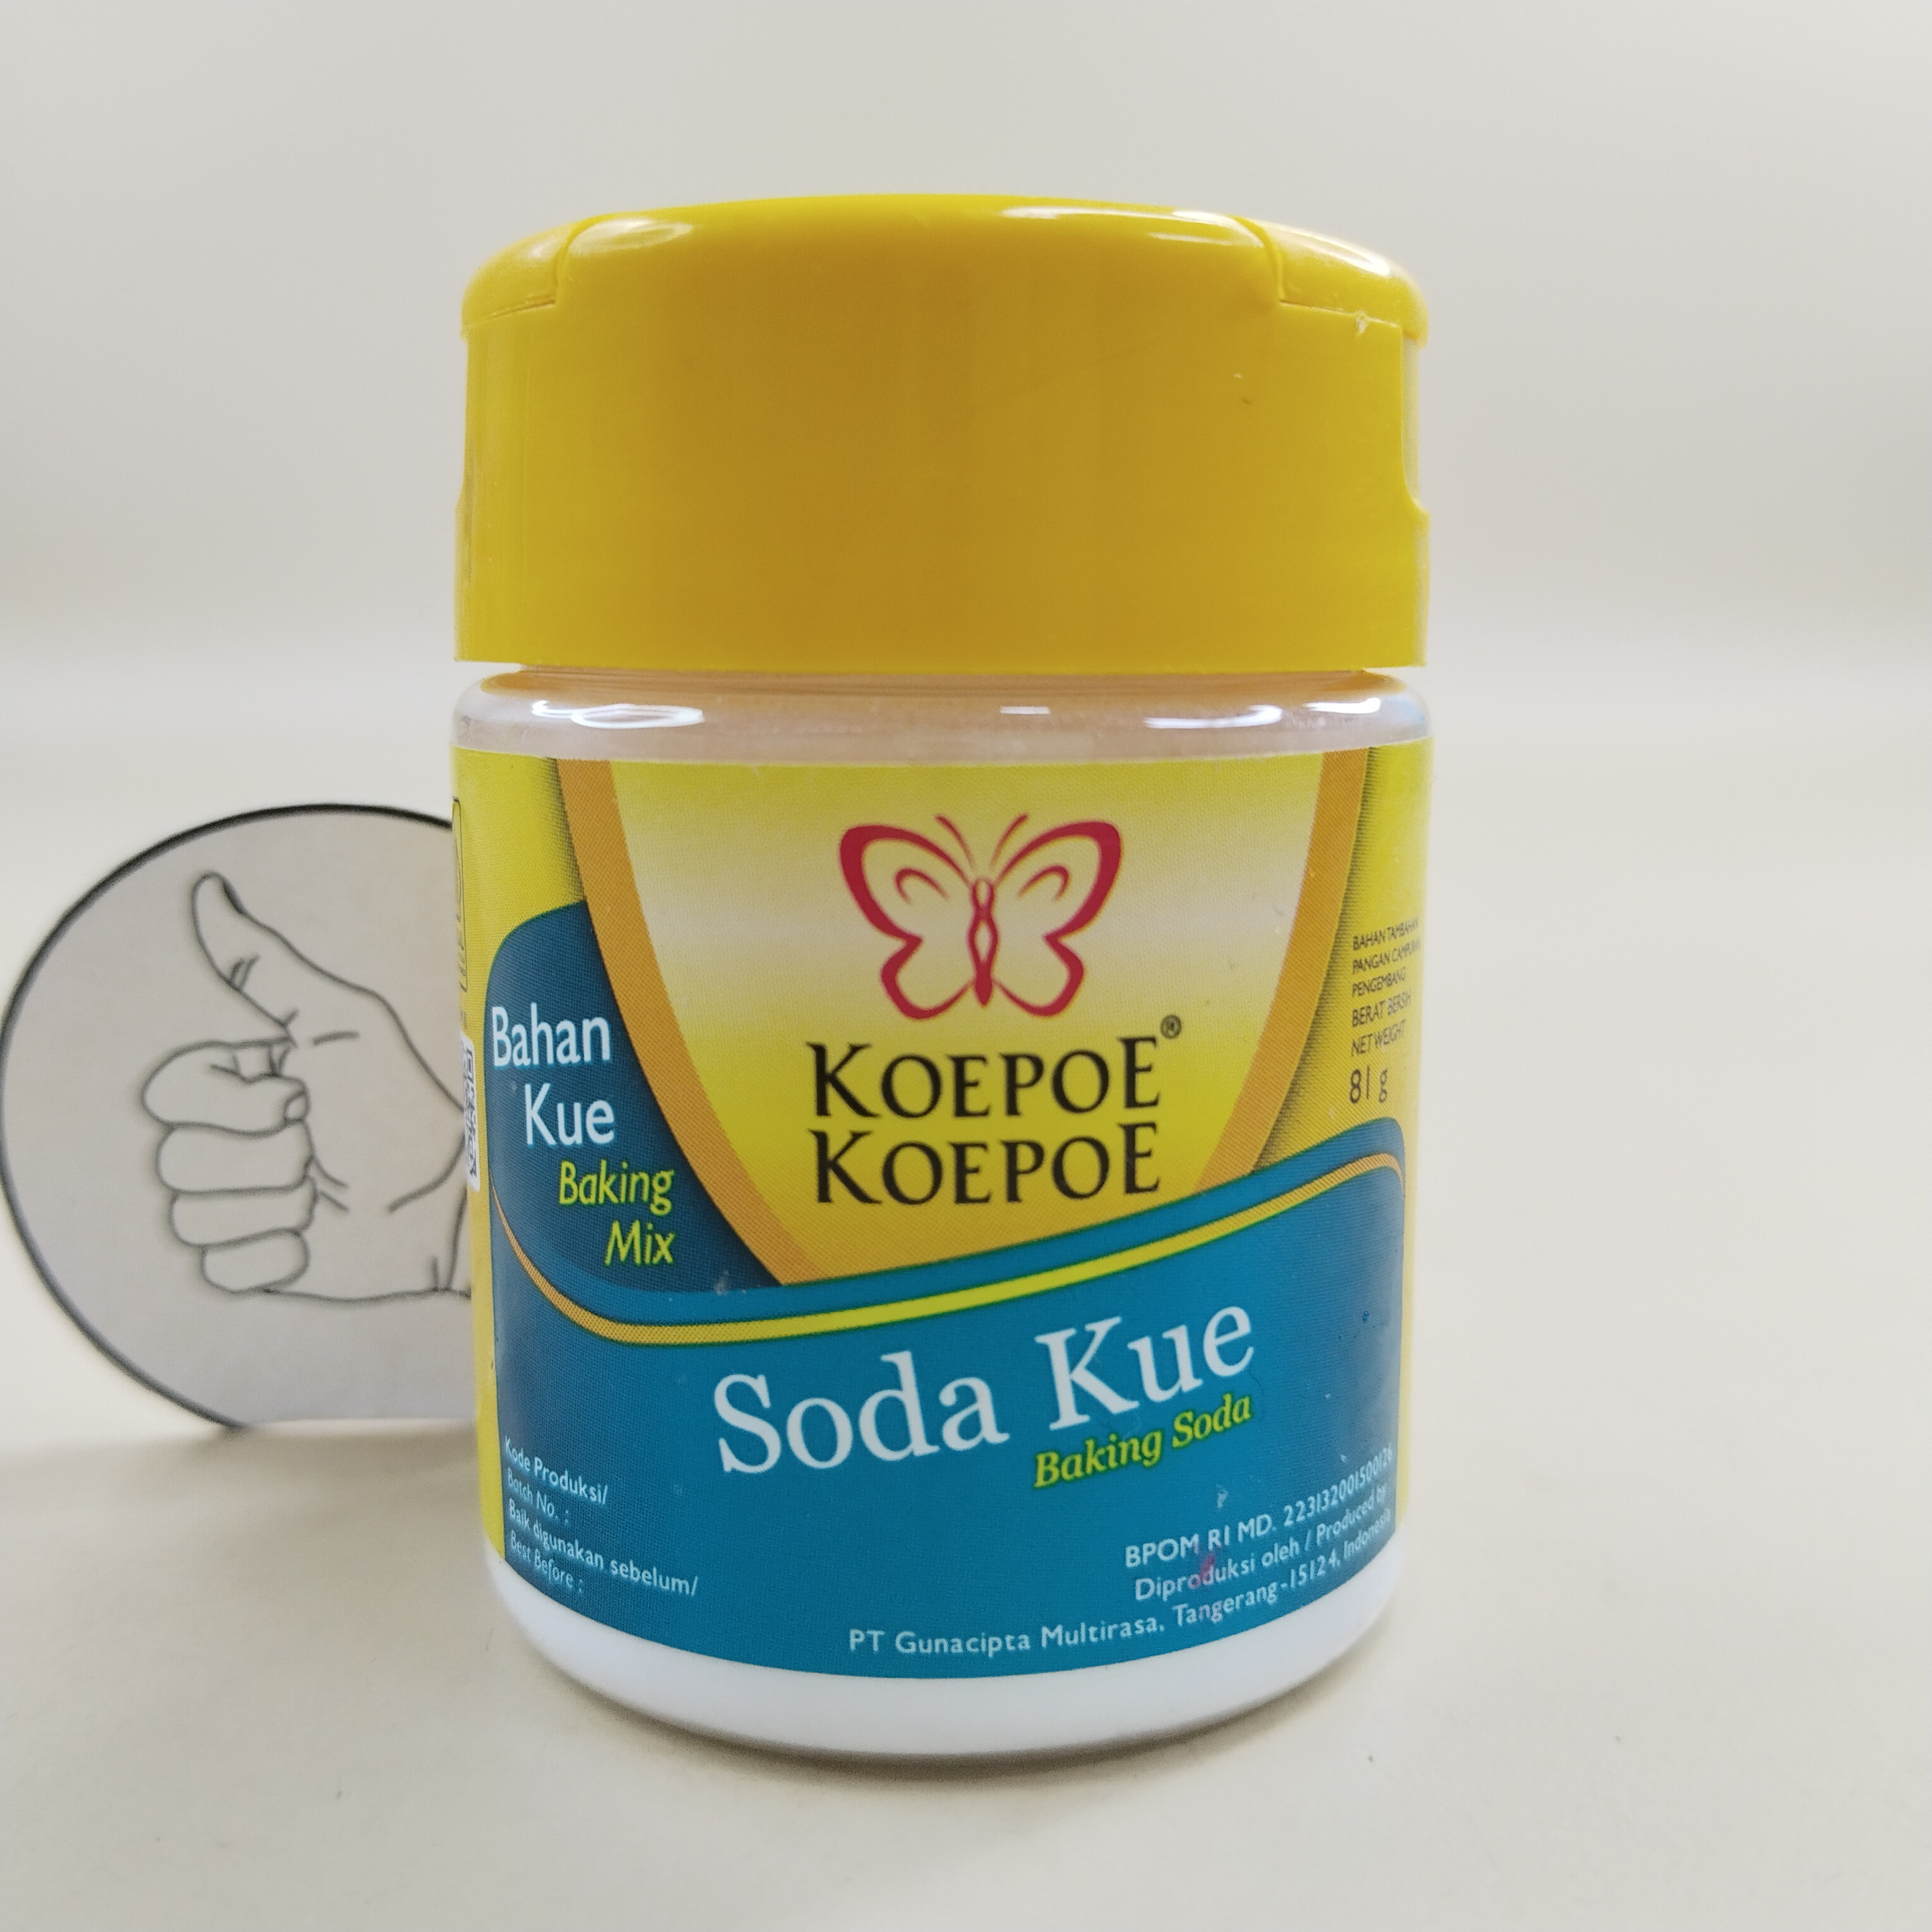 KOEPOE®
KOEPOE
Bahan
Kue
Baking
Mix
BAHAN TAMBAHAN
PANGAN CAMPURAN
PENGEMBANG
BERAT BERSIH
NET WEIGHT
81 g
Soda Kue
Baking Soda
Kode Produksi/
Batch No. :
Baik digunakan sebelum/
Best Before :
BPOM RI MD. 223132001500126
Diproduksi oleh / Produced by :
PT Gunacipta Multirasa, Tangerang-15124, Indonesia